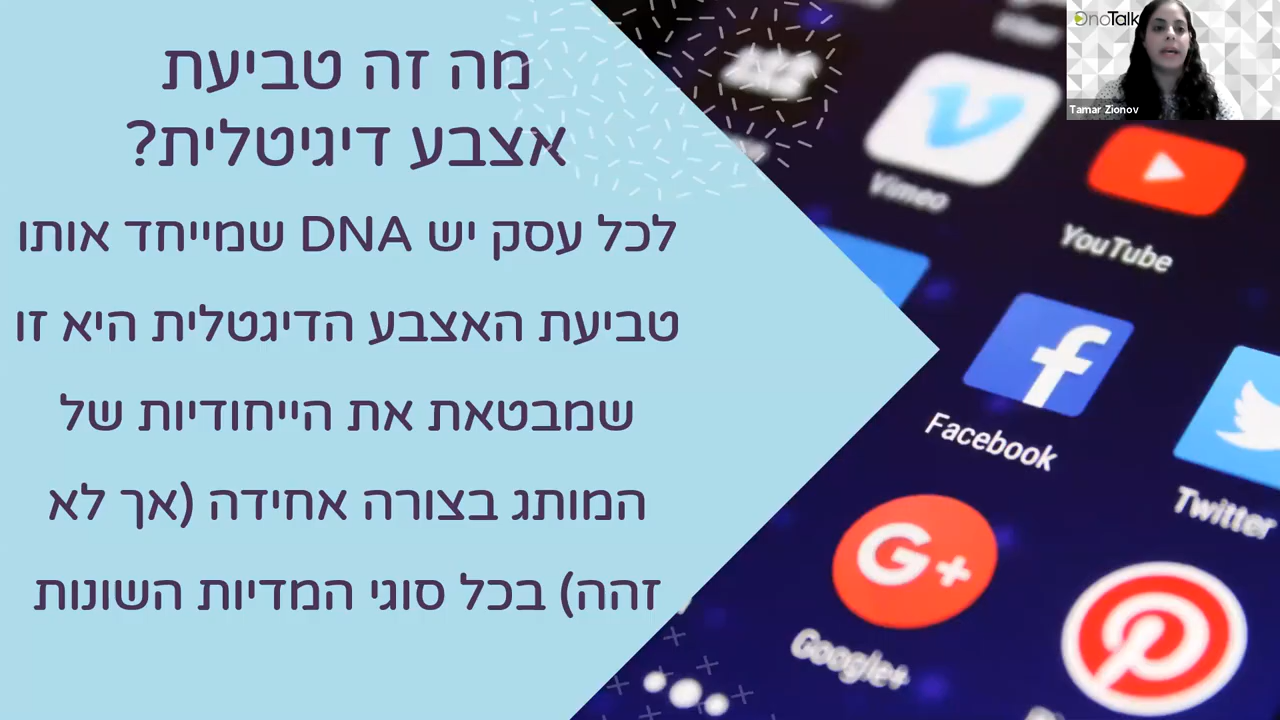 מה זה טביעת
אצבע דיגיטלית?
לכל עסק יש DNA שמייחד אותו
טביעת האצבע הדיגטלית היא זו
שמבטאת את הייחודיות של
המותג בצורה אחידה (אך לא
זהה) בכל סוגי המדיות השונות
OnoTalk
Tamar Zionov
Vimeo
YouTube
Facebook
Twitter
G+
Google+